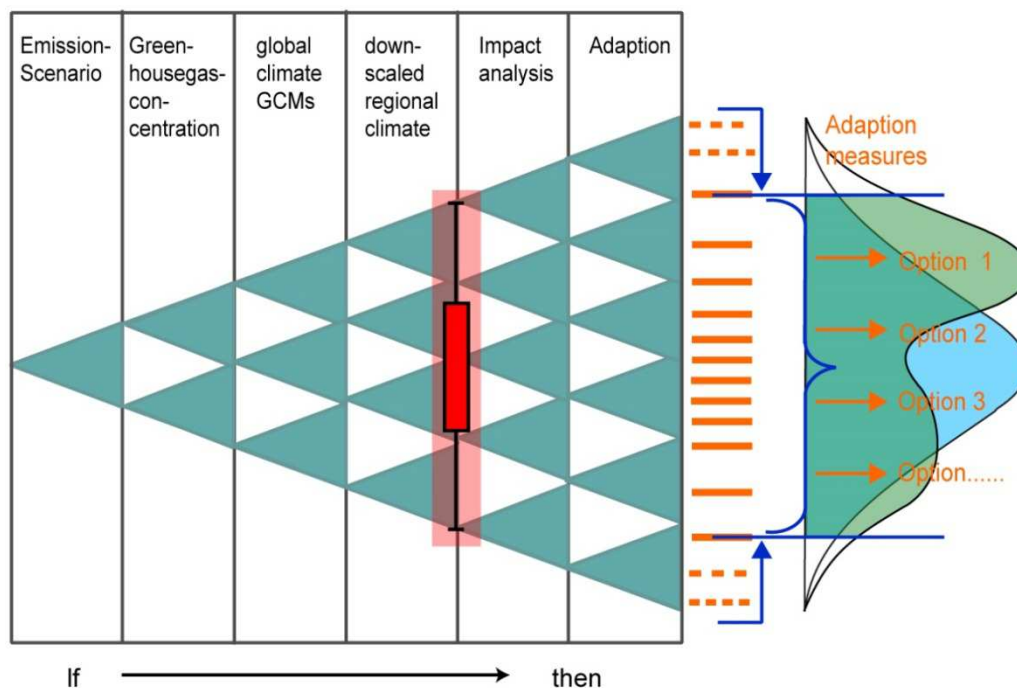 Emission-
Scenario
Green-
housegas-
con-
centration
global
climate
GCMs
down-
scaled
regional
climate
Impact
analysis
Adaption
Adaption
measures
Option 1
Option 2
Option 3
Option......
If
then